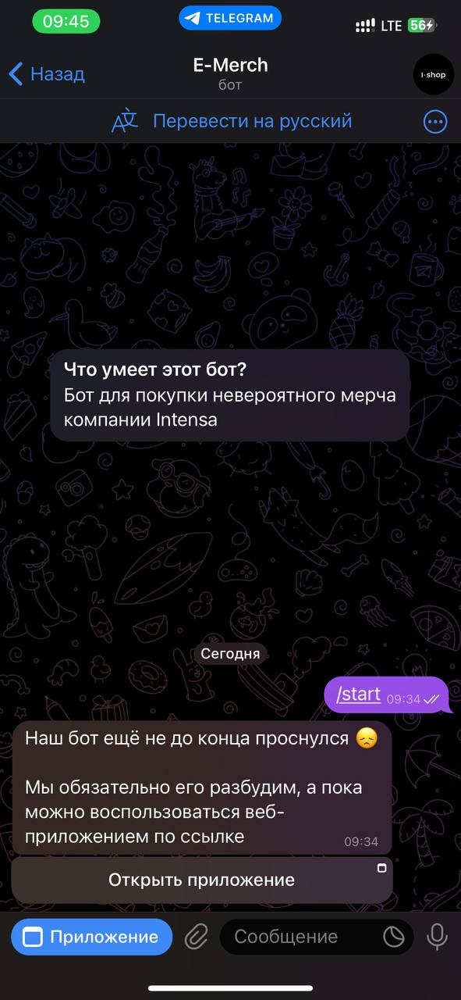 09:45
TELEGRAM
LTE 56
Назад
E-Merch
бот
I·shop
Перевести на русский
Что умеет этот бот?
Бот для покупки невероятного мерча
компании Intensa
Сегодня
/start 09:34
Наш бот ещё не до конца проснулся 😞
Мы обязательно его разбудим, а пока
можно воспользоваться веб-
приложением по ссылке 09:34
Открыть приложение
Приложение
Сообщение